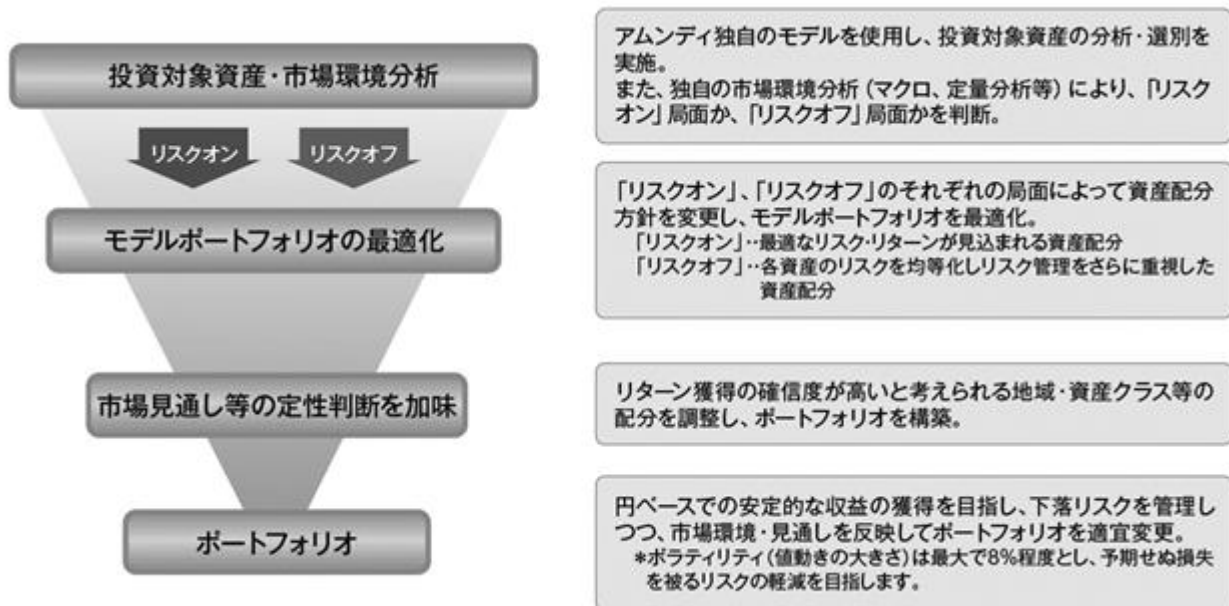 投資対象資産・市場環境分析
アムンディ独自のモデルを使用し、投資対象資産の分析・選別を
実施。
また、独自の市場環境分析(マクロ、定量分析等)により、「リスク
オン」局面か、「リスクオフ」局面かを判断。
リスクオン
リスクオフ
モデルポートフォリオの最適化
「リスクオン」、「リスクオフ」のそれぞれの局面によって資産配分
方針を変更し、モデルポートフォリオを最適化。
「リスクオン」‥最適なリスク・リターンが見込まれる資産配分
「リスクオフ」‥各資産のリスクを均等化しリスク管理をさらに重視した
資産配分
市場見通し等の定性判断を加味
リターン獲得の確信度が高いと考えられる地域・資産クラス等の
配分を調整し、ポートフォリオを構築。
ポートフォリオ
円ベースでの安定的な収益の獲得を目指し、下落リスクを管理し
つつ、市場環境・見通しを反映してポートフォリオを適宜変更。
*ボラティリティ(値動きの大きさ)は最大で8%程度とし、予期せぬ損失
を被るリスクの軽減を目指します。